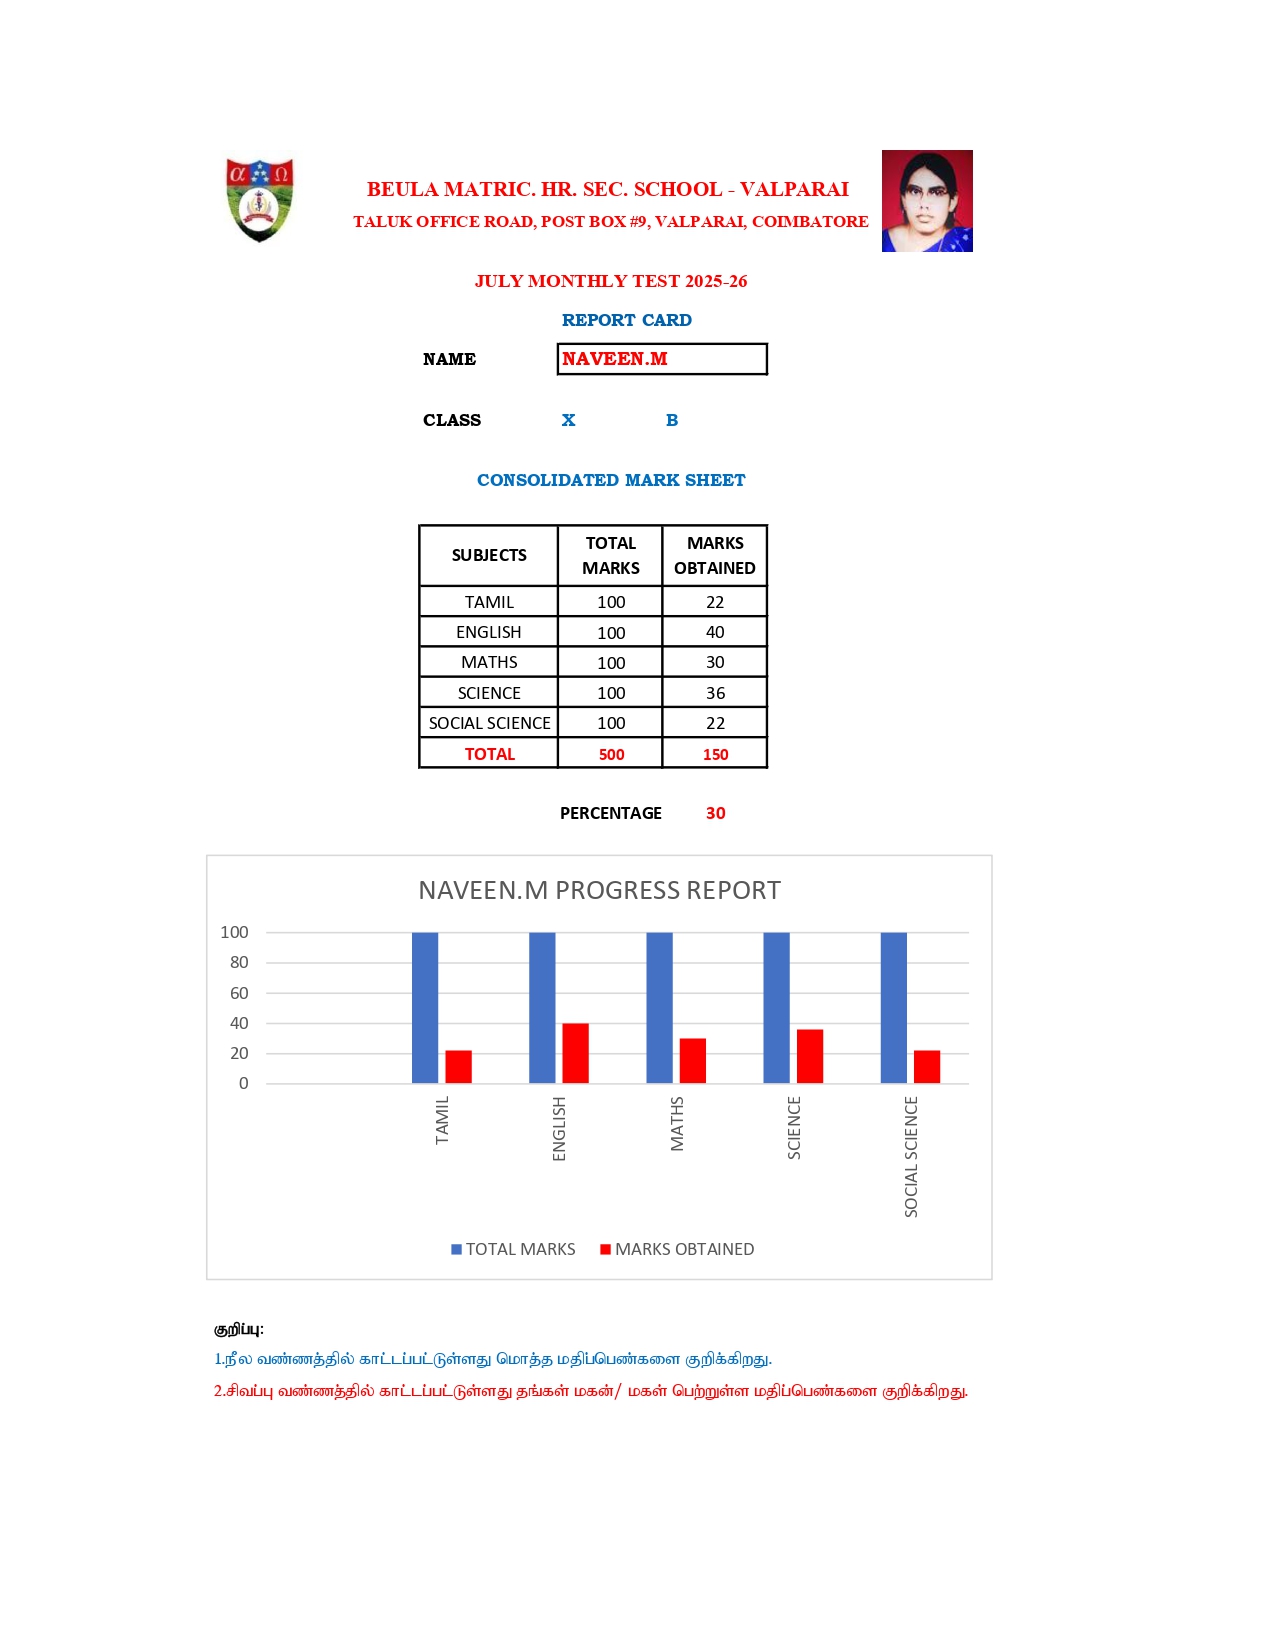 α Ω
BEULA MATRIC. HR. SEC. SCHOOL - VALPARAI
TALUK OFFICE ROAD, POST BOX #9, VALPARAI, COIMBATORE
JULY MONTHLY TEST 2025-26
REPORT CARD
NAME NAVEEN.M
CLASS X B
CONSOLIDATED MARK SHEET
SUBJECTS TOTAL MARKS MARKS OBTAINED
TAMIL 100 22
ENGLISH 100 40
MATHS 100 30
SCIENCE 100 36
SOCIAL SCIENCE 100 22
TOTAL 500 150
PERCENTAGE 30
NAVEEN.M PROGRESS REPORT
100
80
60
40
20
0
TAMIL ENGLISH MATHS SCIENCE SOCIAL SCIENCE
TOTAL MARKS MARKS OBTAINED
குறிப்பு:
1.நீல வண்ணத்தில் காட்டப்பட்டுள்ளது மொத்த மதிப்பெண்களை குறிக்கிறது.
2.சிவப்பு வண்ணத்தில் காட்டப்பட்டுள்ளது தங்கள் மகன்/ மகள் பெற்றுள்ள மதிப்பெண்களை குறிக்கிறது.